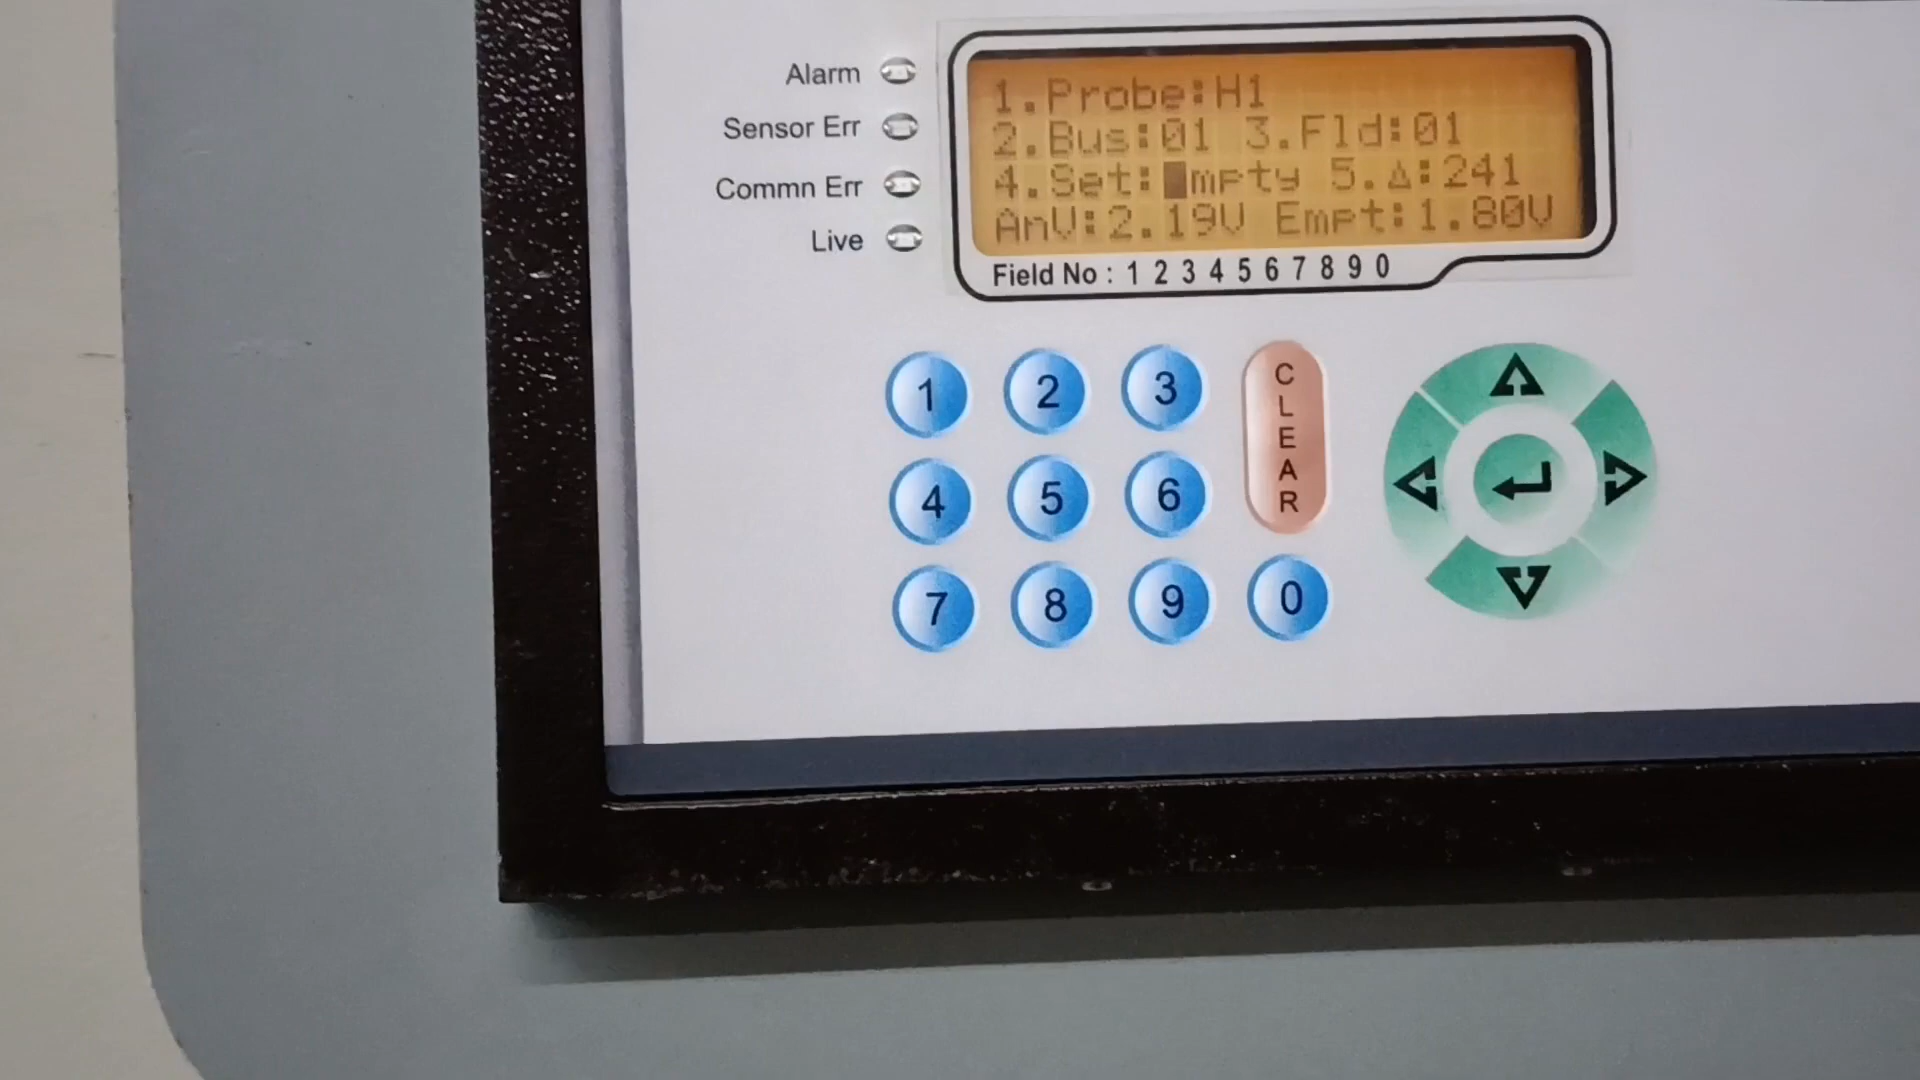 Alarm
Sensor Err
Commn Err
Live
1.Probe:H1
2.Bus:01 3.Fld:01
4.Set:█mpty 5.Δ:241
AnV:2.19V Empt:1.80V
Field No : 1 2 3 4 5 6 7 8 9 0
1 2 3
4 5 6
7 8 9 0
CLEAR